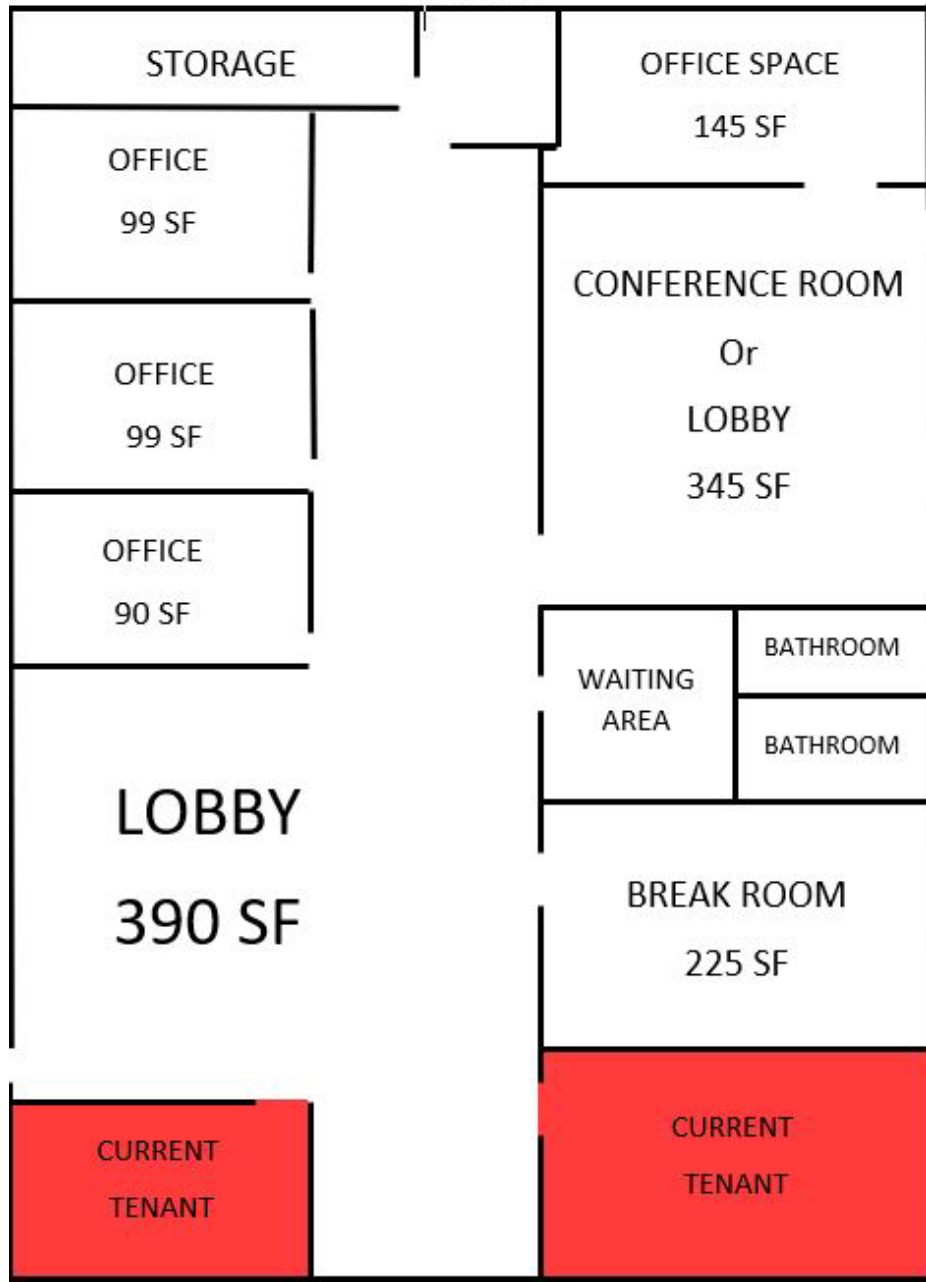 STORAGE
OFFICE
99 SF
OFFICE
99 SF
OFFICE
90 SF
LOBBY
390 SF
CURRENT
TENANT
OFFICE SPACE
145 SF
CONFERENCE ROOM
Or
LOBBY
345 SF
WAITING
AREA
BATHROOM
BATHROOM
BREAK ROOM
225 SF
CURRENT
TENANT